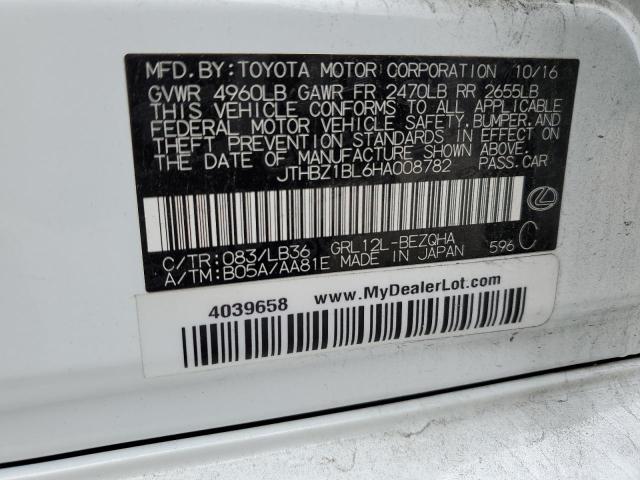 MFD.BY: TOYOTA MOTOR CORPORATION 10/16
GVWR 4960LB GAWR FR 2470LB RR 2655LB
THIS VEHICLE CONFORMS TO ALL APPLICABLE
FEDERAL MOTOR VEHICLE SAFETY, BUMPER, AND
THEFT PREVENTION STANDARDS IN EFFECT ON
THE DATE OF MANUFACTURE SHOWN ABOVE.
JTHBZ1BL6HA008782 PASS. CAR
C/TR: 083/LB36 GRL12L-BEZQHA 596 C
A/TM: B05A/AA81E MADE IN JAPAN
4039658 www.MyDealerLot.com
MyDealerLot